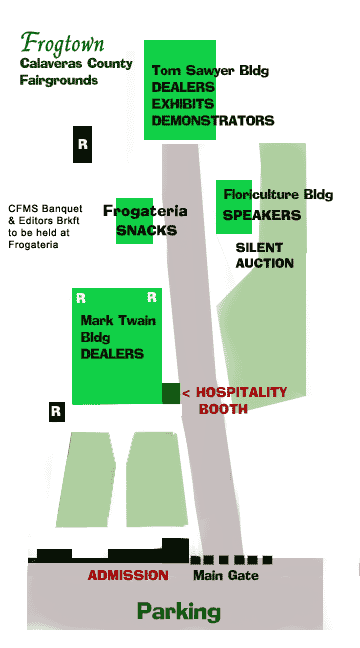 Frogtown
Calaveras County
Fairgrounds
Tom Sawyer Bldg
DEALERS
EXHIBITS
DEMONSTRATORS
R
CFMS Banquet
& Editors Brkft
to be held at
Frogateria
Frogateria
SNACKS
Floriculture Bldg
SPEAKERS
SILENT
AUCTION
R R
Mark Twain
Bldg
DEALERS
< HOSPITALITY
BOOTH
R
ADMISSION Main Gate
Parking